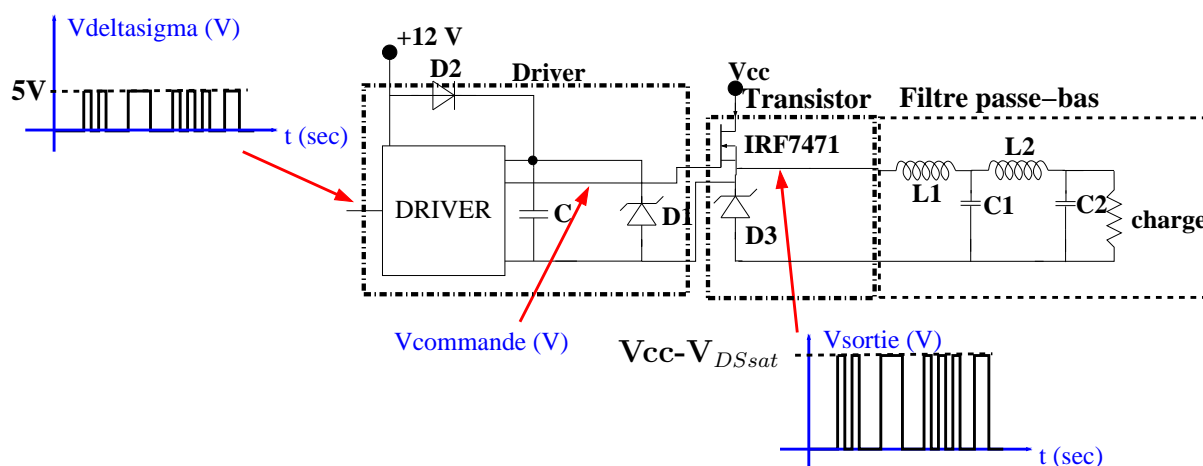 Vdeltasigma (V)
5V
t (sec)
+12 V
D2
Driver
DRIVER
C
D1
Vcommande (V)
Vcc
Transistor
IRF7471
D3
Filtre passe−bas
L1
L2
C1
C2
charge
Vcc-V DSsat
Vsortie (V)
t (sec)